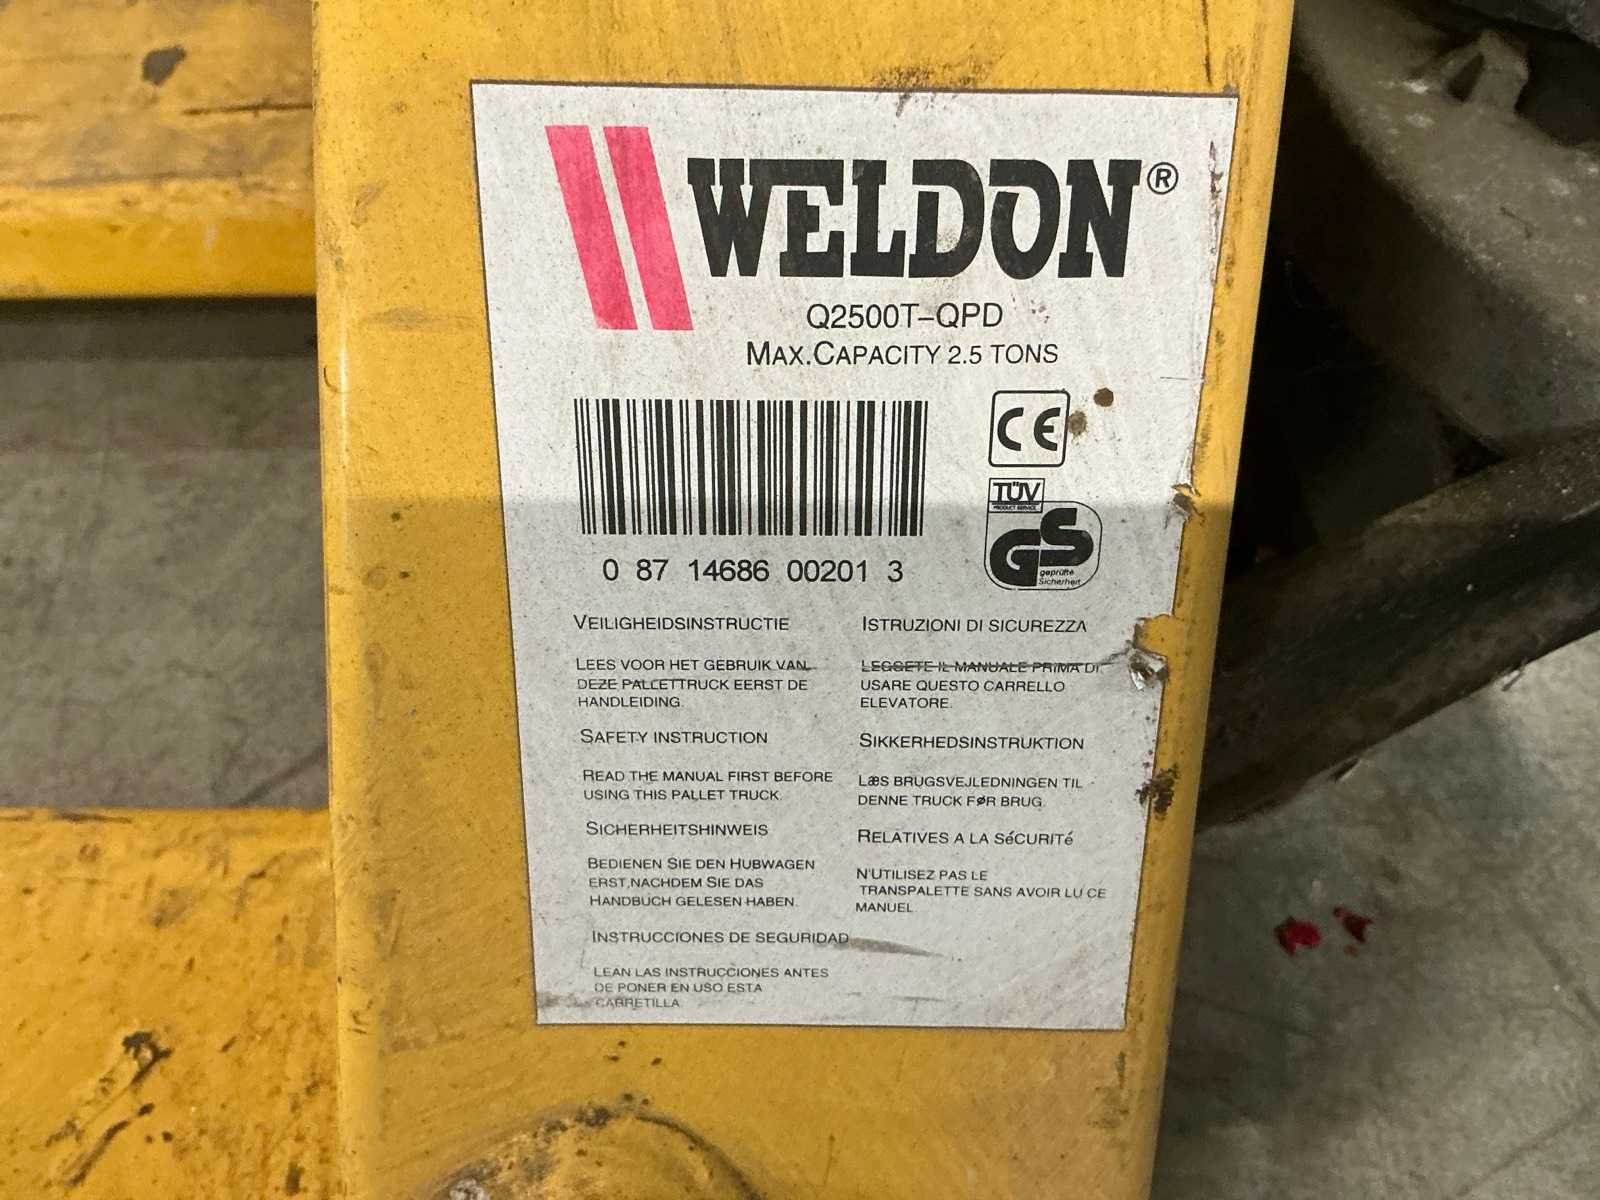 WELDON®
Q2500T-QPD
MAX.CAPACITY 2.5 TONS
CE
TÜV
PRODUCT SERVICE
GS
geprüfte
Sicherheit
0 87 14686 00201 3
VEILIGHEIDSINSTRUCTIE
LEES VOOR HET GEBRUIK VAN
DEZE PALLETTRUCK EERST DE
HANDLEIDING.
SAFETY INSTRUCTION
READ THE MANUAL FIRST BEFORE
USING THIS PALLET TRUCK.
SICHERHEITSHINWEIS
BEDIENEN SIE DEN HUBWAGEN
ERST,NACHDEM SIE DAS
HANDBUCH GELESEN HABEN.
INSTRUCCIONES DE SEGURIDAD
LEAN LAS INSTRUCCIONES ANTES
DE PONER EN USO ESTA
CARRETILLA
ISTRUZIONI DI SICUREZZA
LEGGETE IL MANUALE PRIMA DI
USARE QUESTO CARRELLO
ELEVATORE.
SIKKERHEDSINSTRUKTION
LæS BRUGSVEJLEDNINGEN TIL
DENNE TRUCK FøR BRUG.
RELATIVES A LA SéCURITé
N'UTILISEZ PAS LE
TRANSPALETTE SANS AVOIR LU CE
MANUEL.